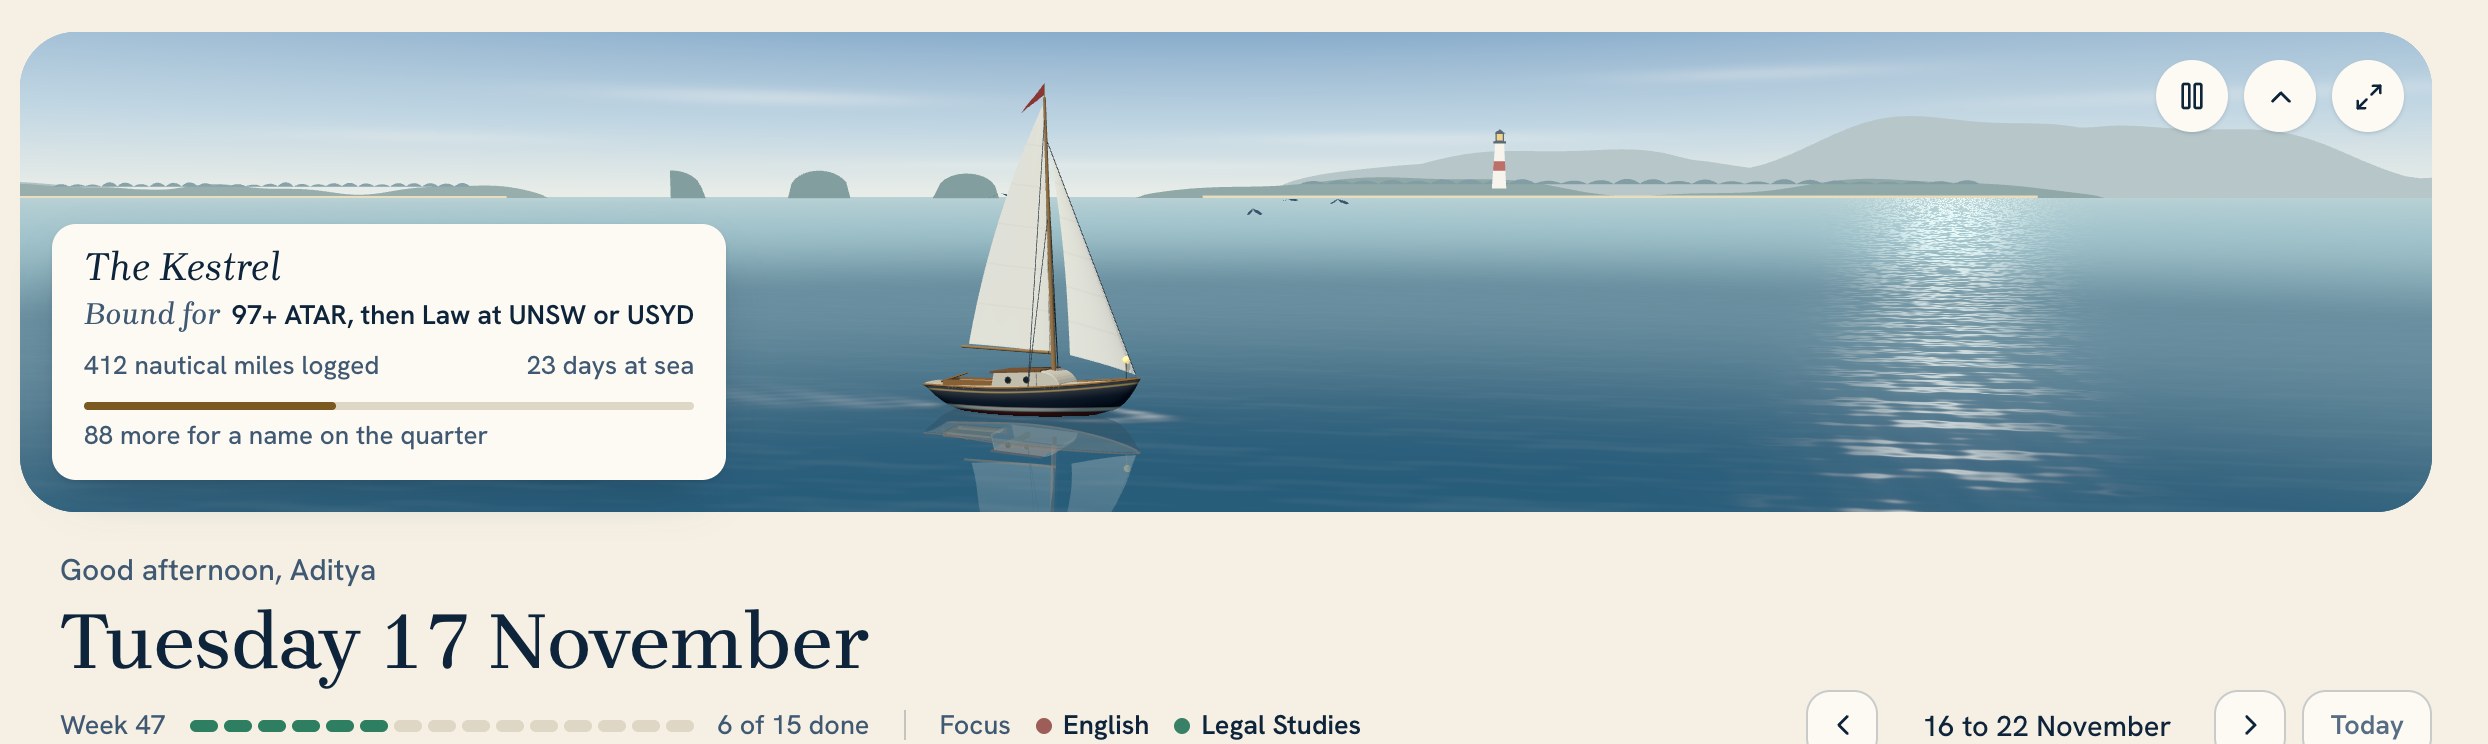 The Kestrel
Bound for 97+ ATAR, then Law at UNSW or USYD
412 nautical miles logged 23 days at sea
88 more for a name on the quarter
Good afternoon, Aditya
Tuesday 17 November
Week 47 6 of 15 done Focus English Legal Studies 16 to 22 November Today